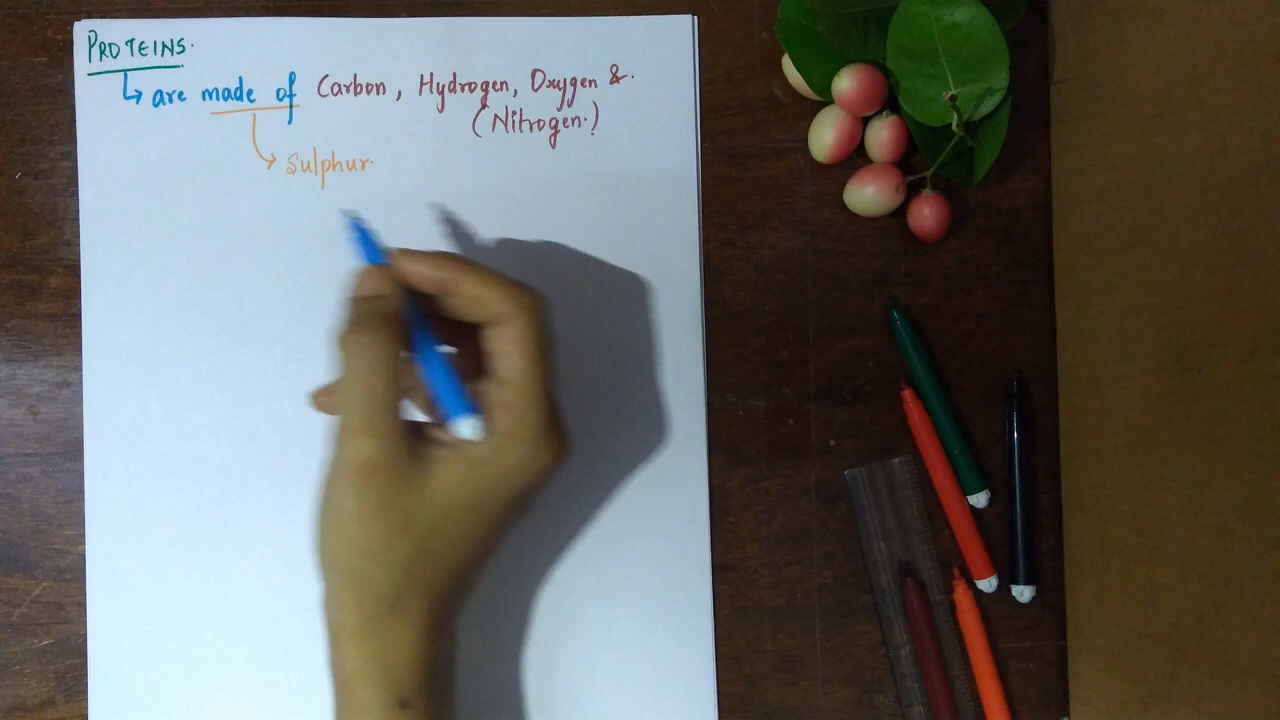 PROTEINS.
↳ are made of Carbon, Hydrogen, Oxygen &.
(Nitrogen.)
→ Sulphur.